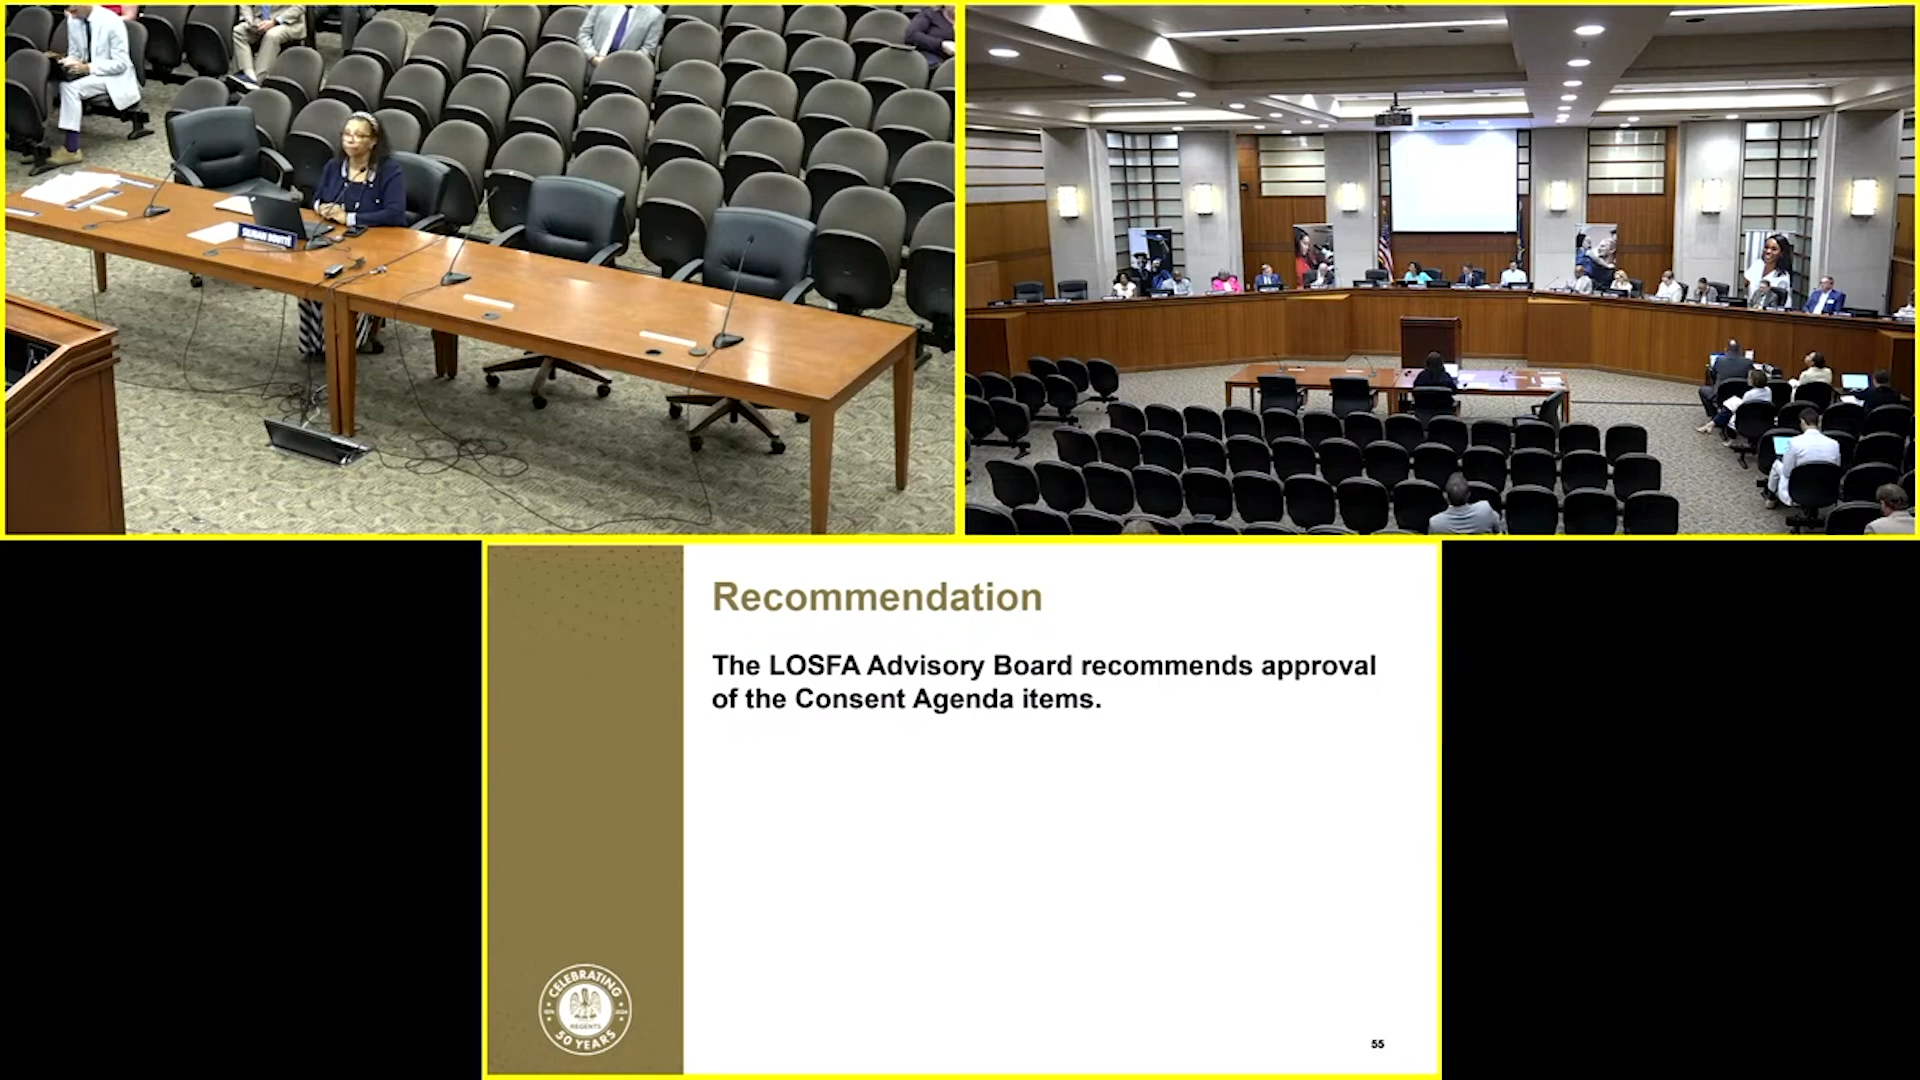 Recommendation
The LOSFA Advisory Board recommends approval
of the Consent Agenda items.
CELEBRATING
REGENTS
50 YEARS
55